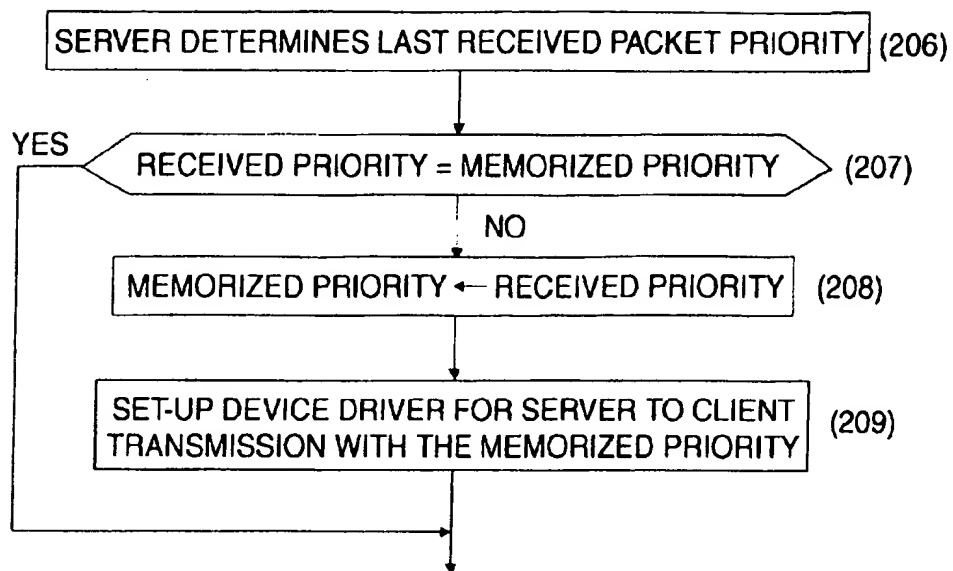 SERVER DETERMINES LAST RECEIVED PACKET PRIORITY (206)
YES
RECEIVED PRIORITY = MEMORIZED PRIORITY (207)
NO
MEMORIZED PRIORITY ← RECEIVED PRIORITY (208)
SET-UP DEVICE DRIVER FOR SERVER TO CLIENT
TRANSMISSION WITH THE MEMORIZED PRIORITY (209)